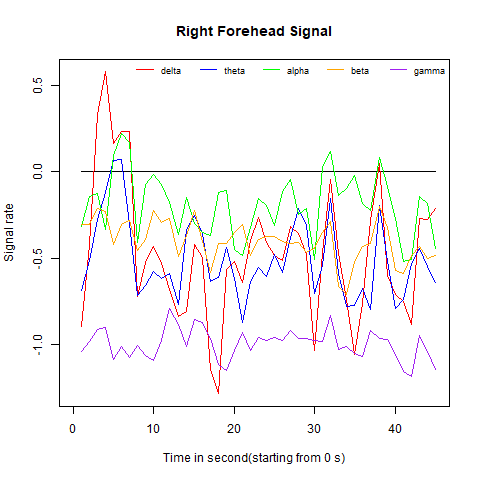 Right Forehead Signal
delta theta alpha beta gamma
Signal rate
0.5
0.0
-0.5
-1.0
0 10 20 30 40
Time in second(starting from 0 s)